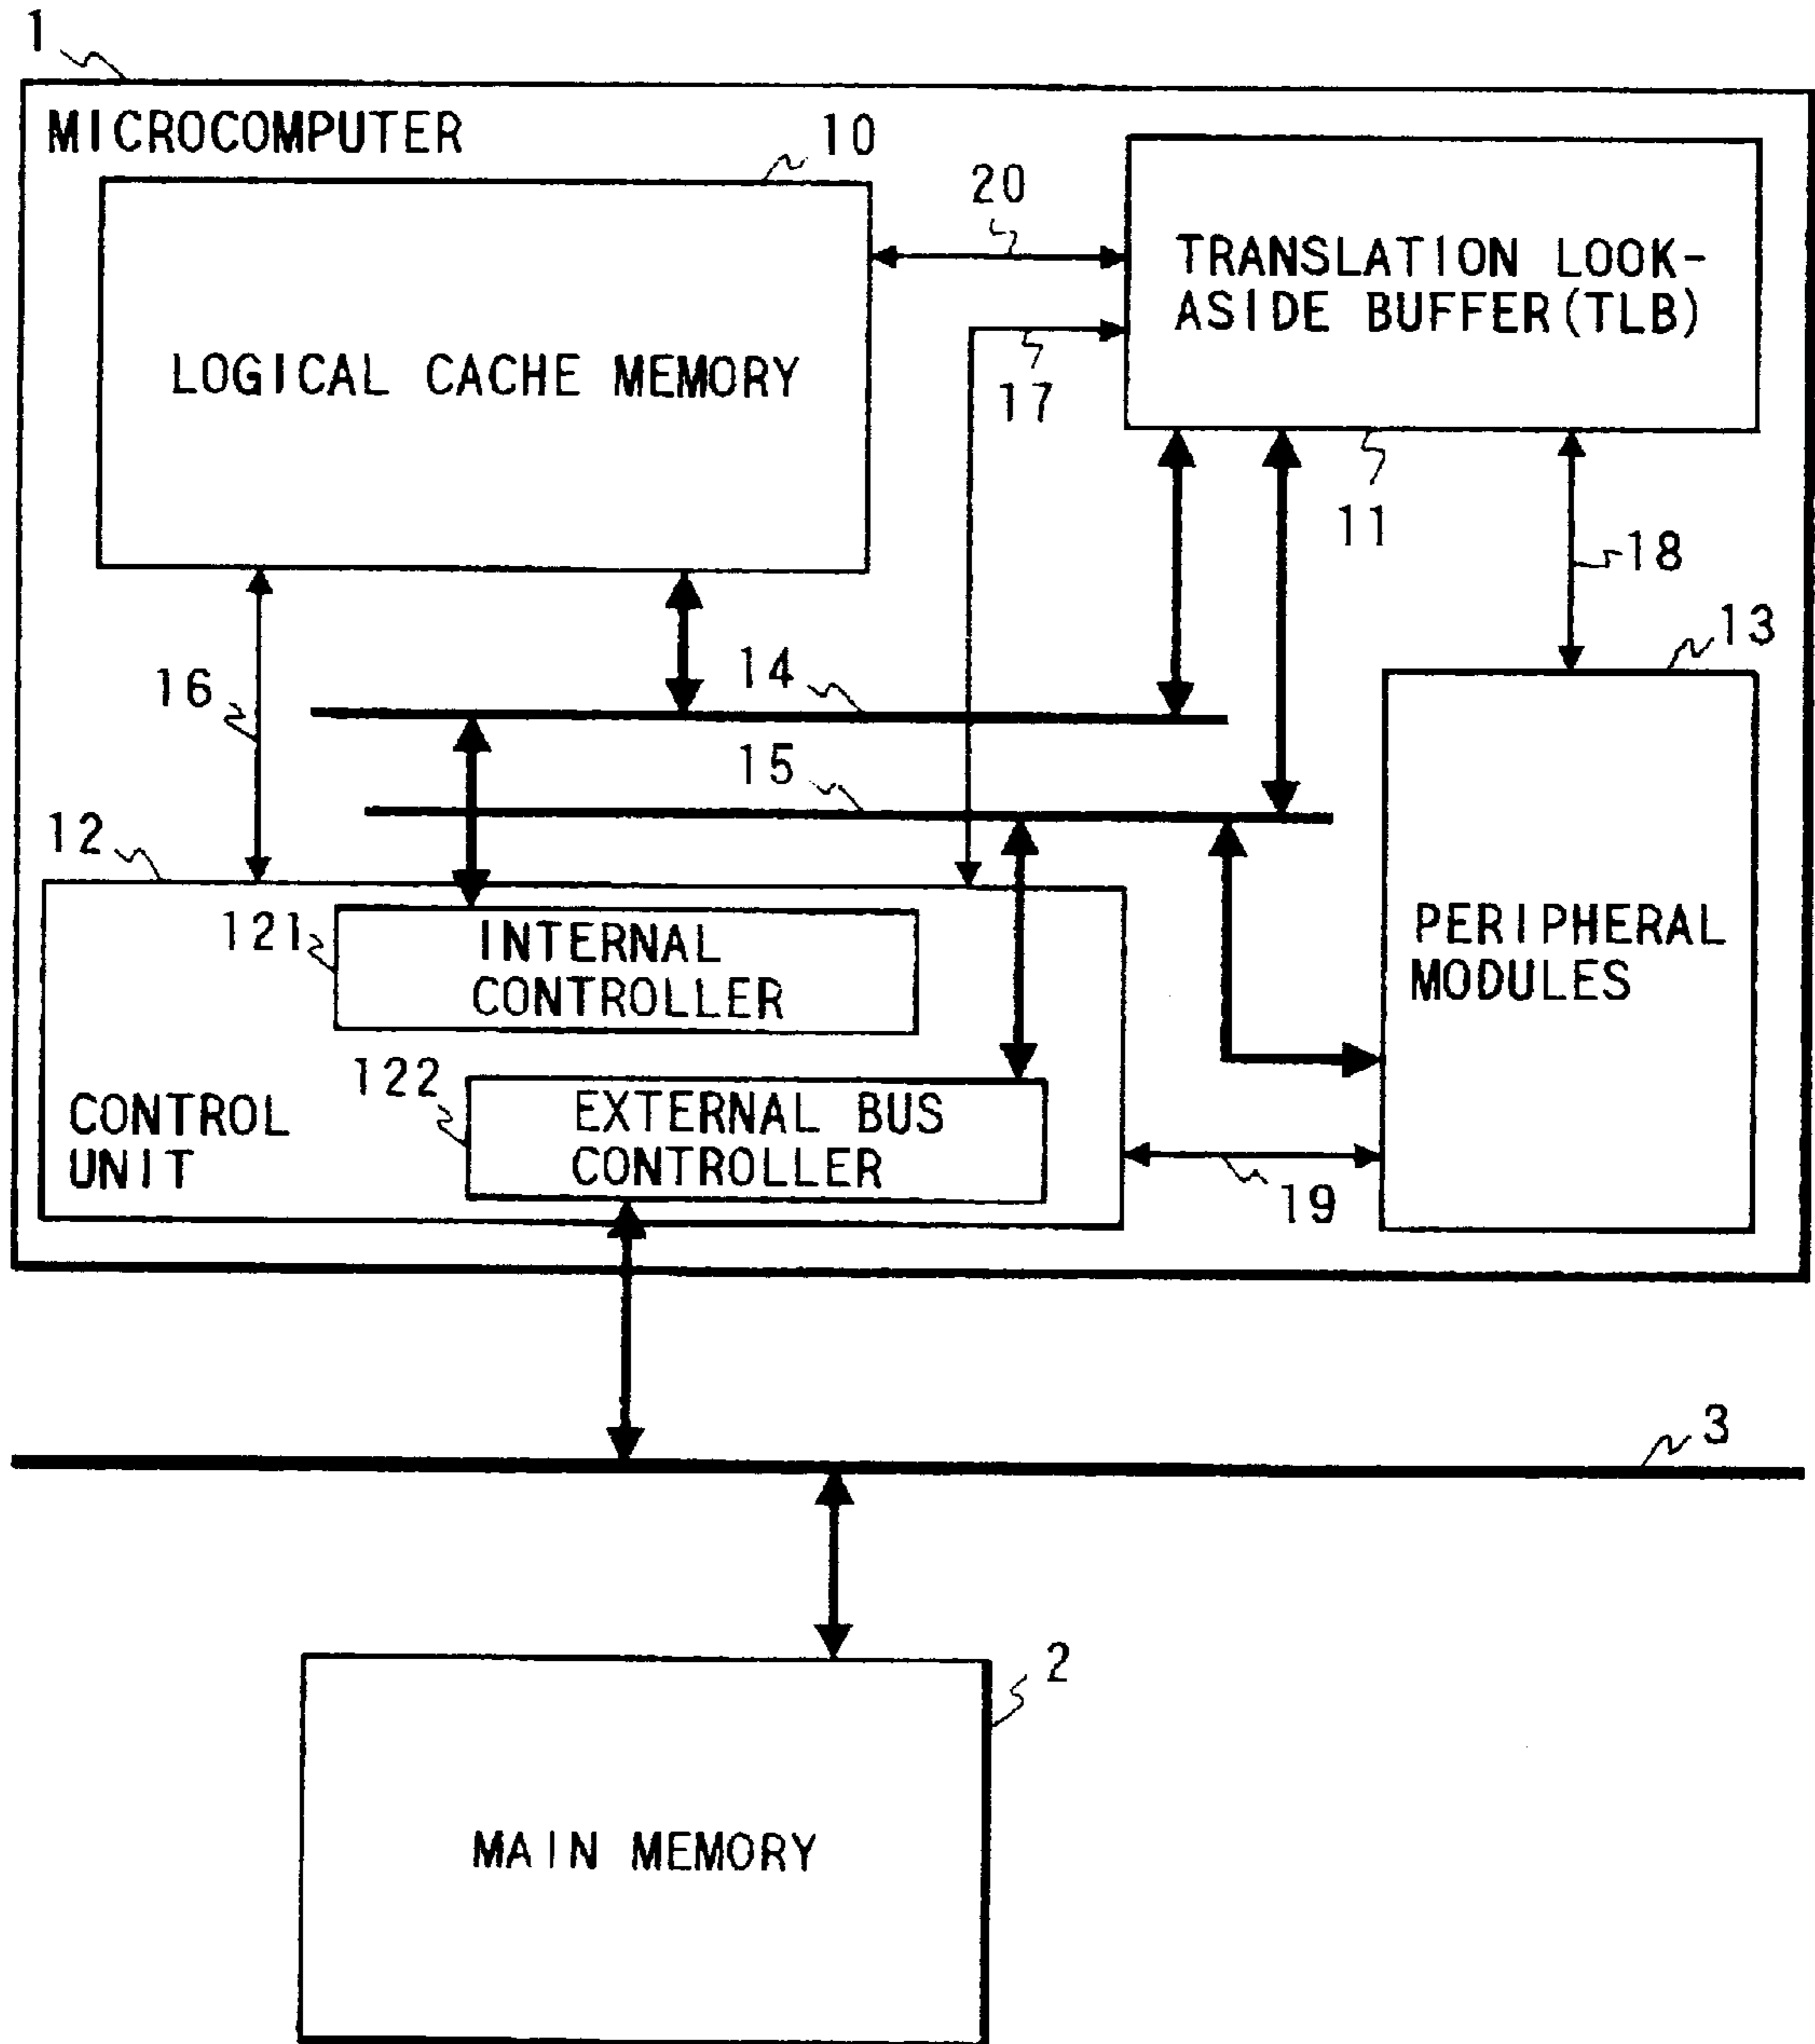 1
MICROCOMPUTER
10
20
TRANSLATION LOOK-
ASIDE BUFFER(TLB)
LOGICAL CACHE MEMORY
17
11
18
13
16
14
15
12
121
INTERNAL
CONTROLLER
PERIPHERAL
MODULES
122
EXTERNAL BUS
CONTROLLER
CONTROL
UNIT
19
3
2
MAIN MEMORY